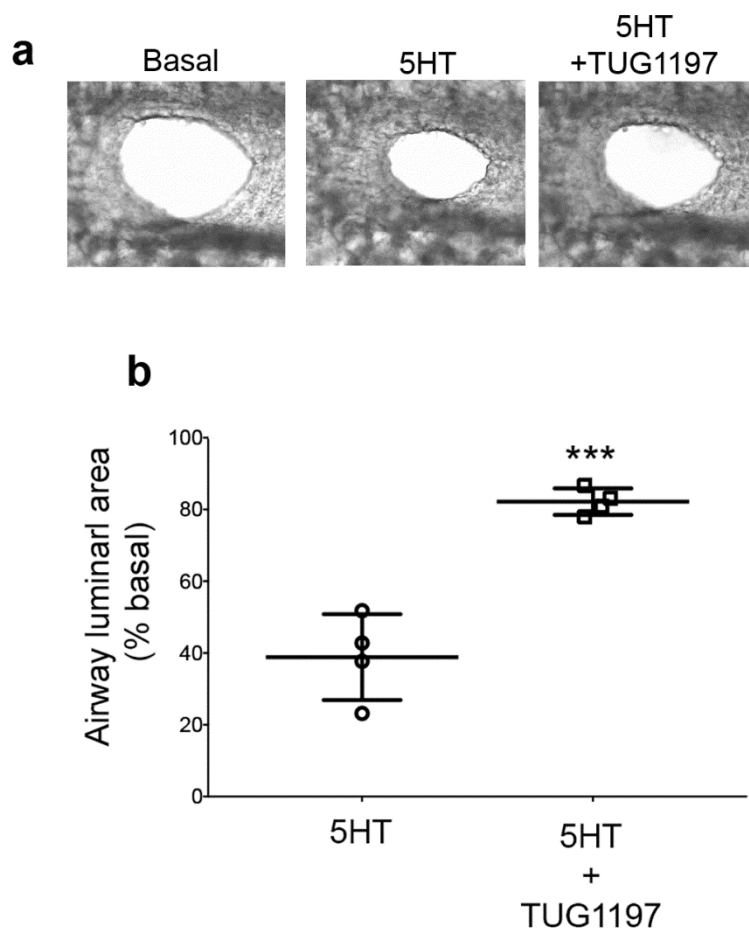 a
Basal
5HT
5HT
+TUG1197
b
Airway luminarl area
(% basal)
100
80
60
40
20
0
***
5HT
5HT
+
TUG1197